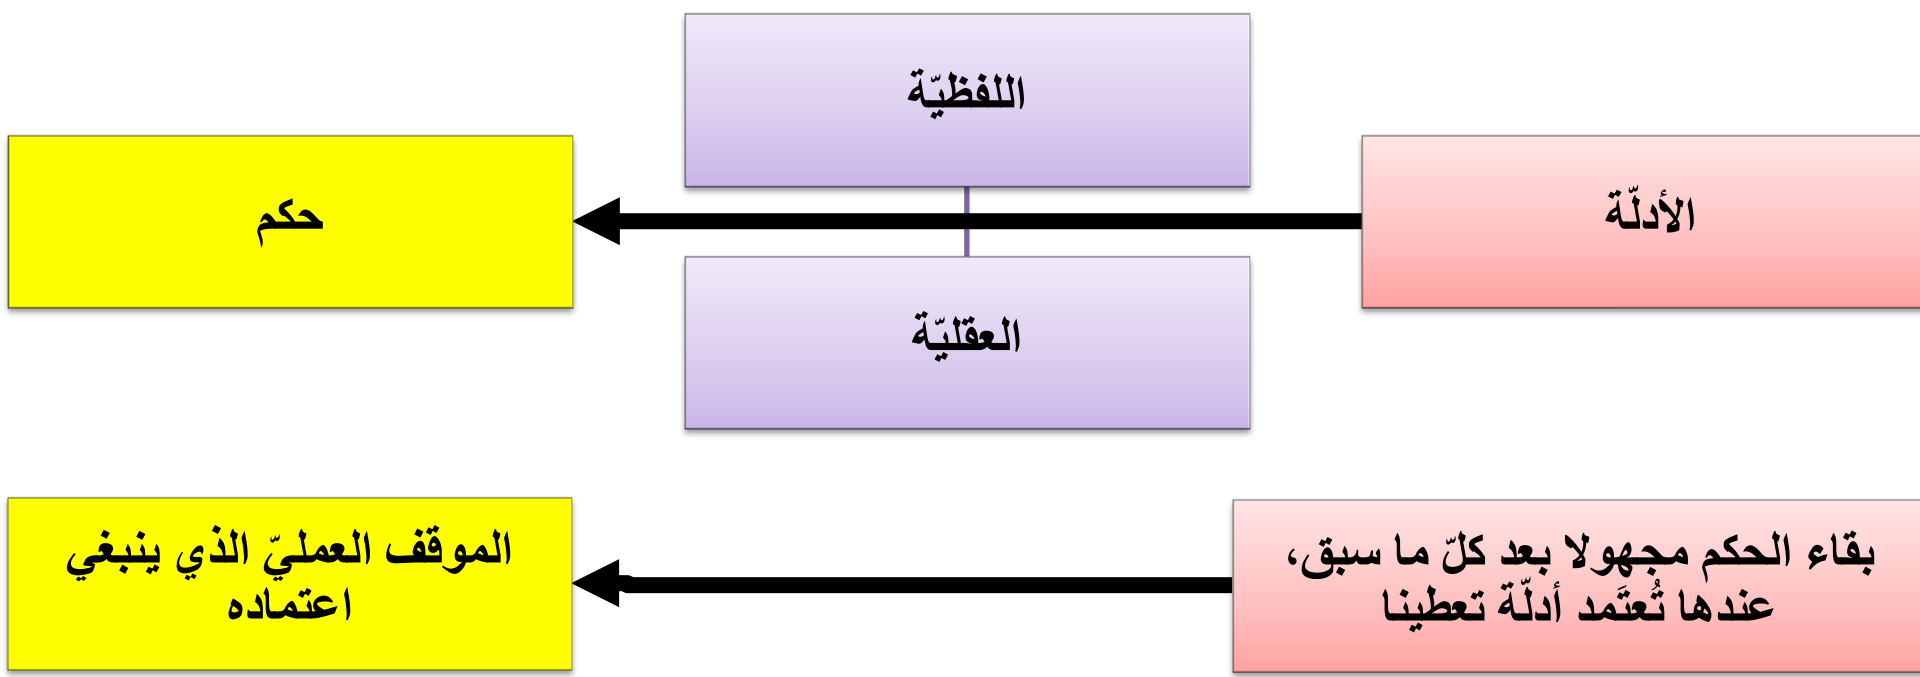 اللفظيّة
الأدلّة
حكم
العقليّة
بقاء الحكم مجهولا بعد كلّ ما سبق،
عندها تُعتَمد أدلّة تعطينا
الموقف العمليّ الذي ينبغي
اعتماده